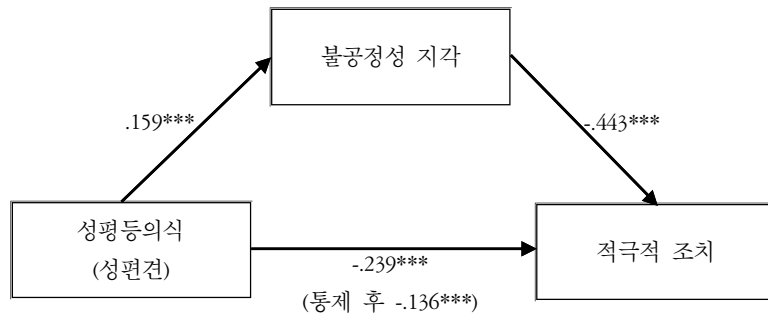 불공정성 지각
.159***
-.443***
성평등의식
(성편견)
적극적 조치
-.239***
(통제 후 -.136***)